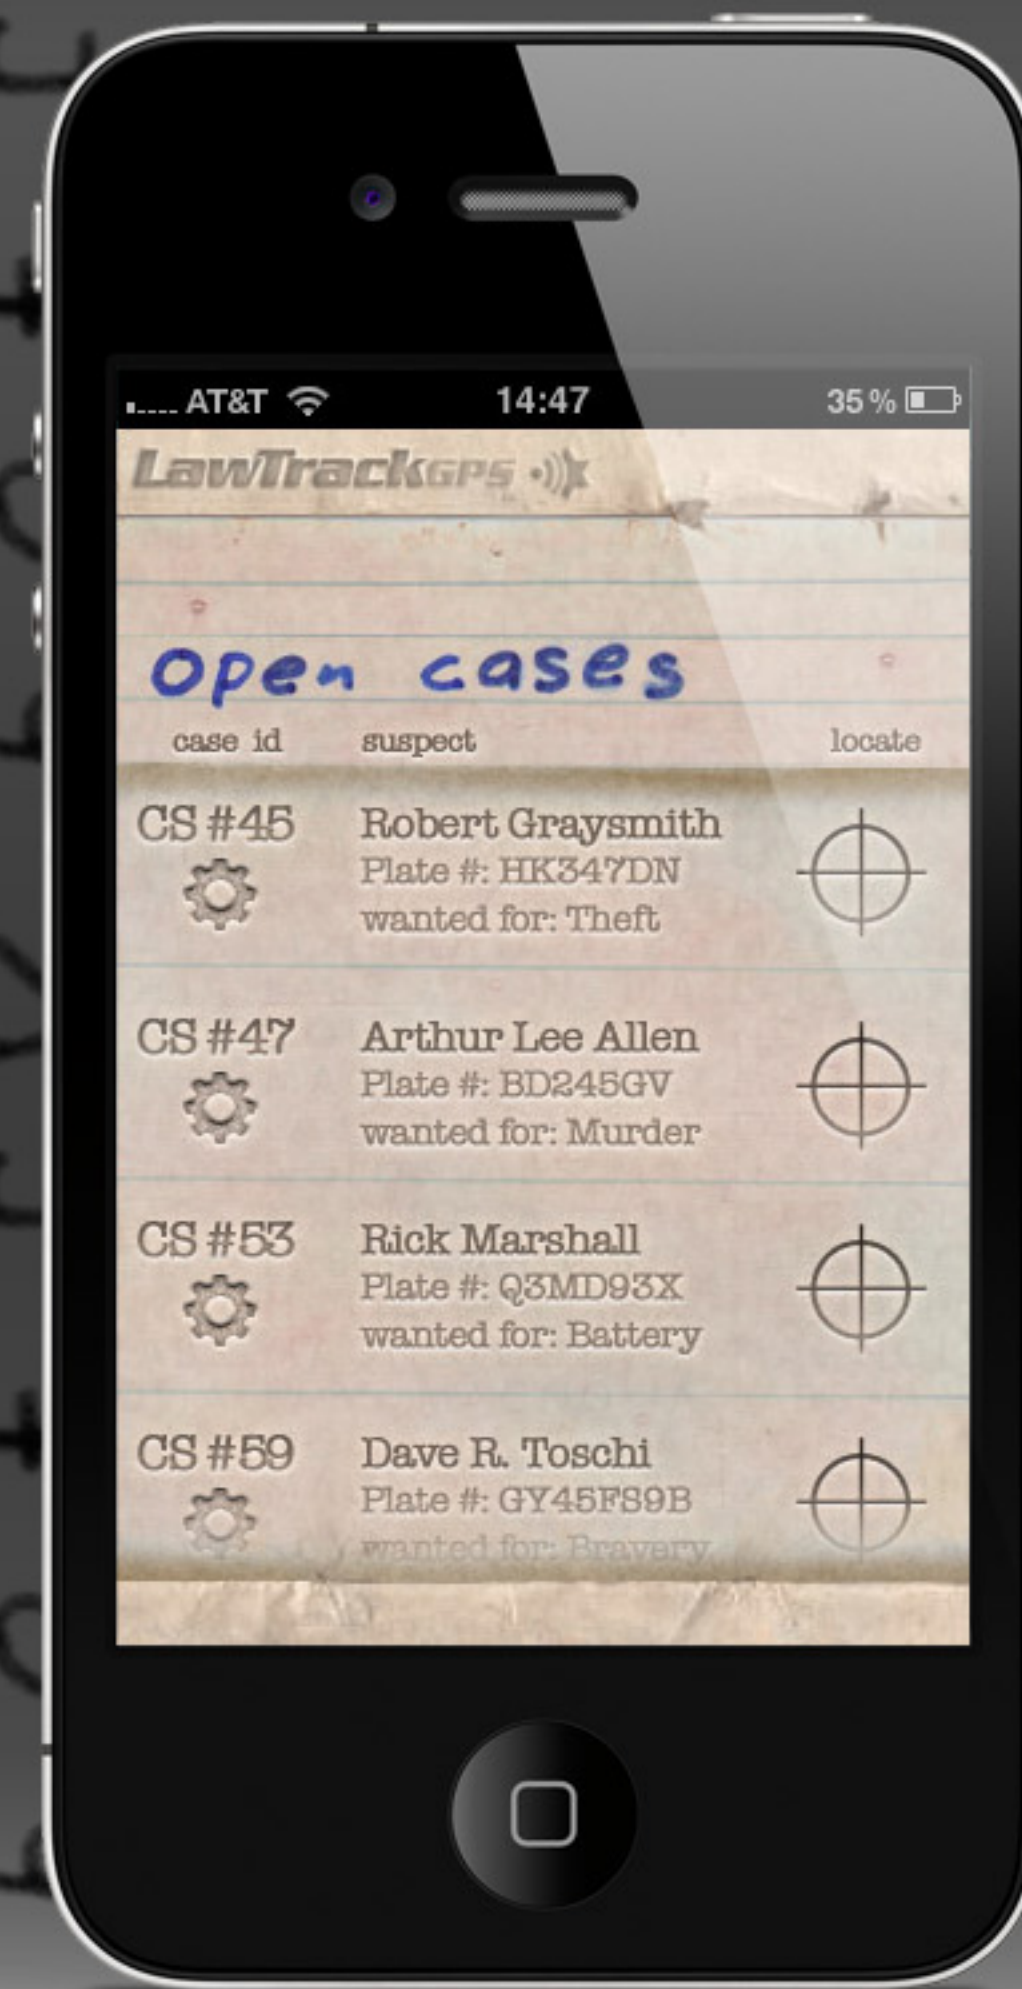 AT&T 14:47 35%
LawTrackGPS
open cases
case id suspect locate
CS #45 Robert Graysmith
Plate #: HK347DN
wanted for: Theft
CS #47 Arthur Lee Allen
Plate #: BD245GV
wanted for: Murder
CS #53 Rick Marshall
Plate #: Q3MD93X
wanted for: Battery
CS #59 Dave R. Toschi
Plate #: GY45FS9B
wanted for: Bravery